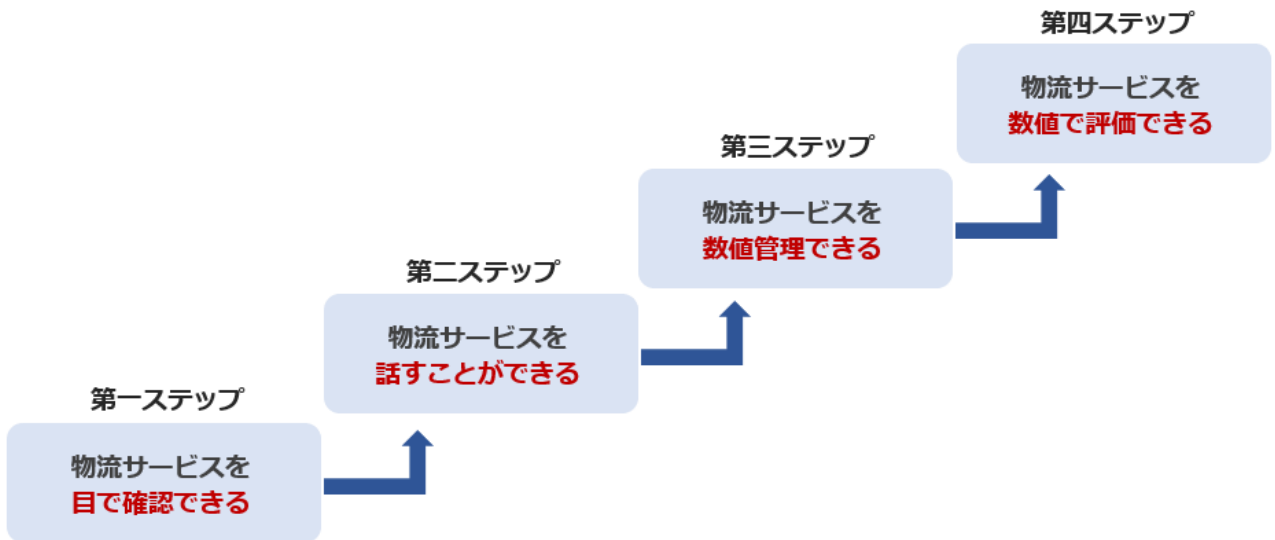 第四ステップ
物流サービスを
数値で評価できる
第三ステップ
物流サービスを
数値管理できる
第二ステップ
物流サービスを
話すことができる
第一ステップ
物流サービスを
目で確認できる